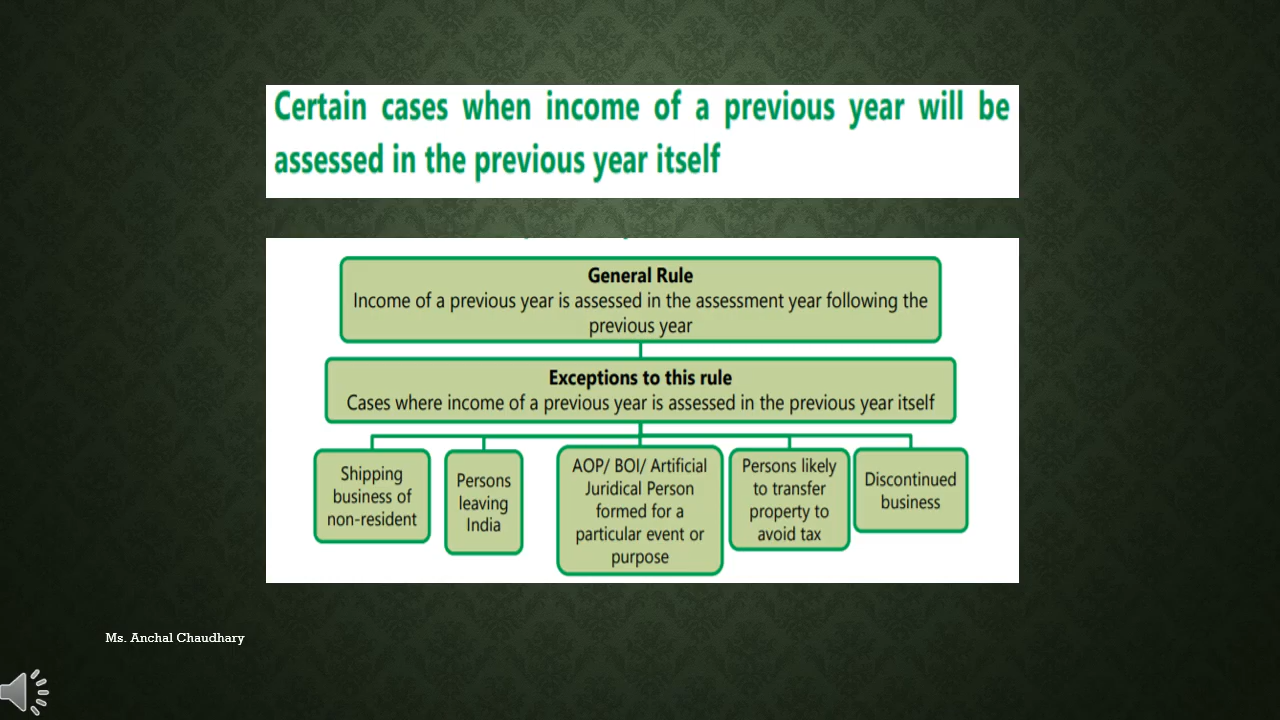 Certain cases when income of a previous year will be
assessed in the previous year itself
General Rule
Income of a previous year is assessed in the assessment year following the
previous year
Exceptions to this rule
Cases where income of a previous year is assessed in the previous year itself
Shipping
business of
non-resident
Persons
leaving
India
AOP/ BOI/ Artificial
Juridical Person
formed for a
particular event or
purpose
Persons likely
to transfer
property to
avoid tax
Discontinued
business
Ms. Anchal Chaudhary